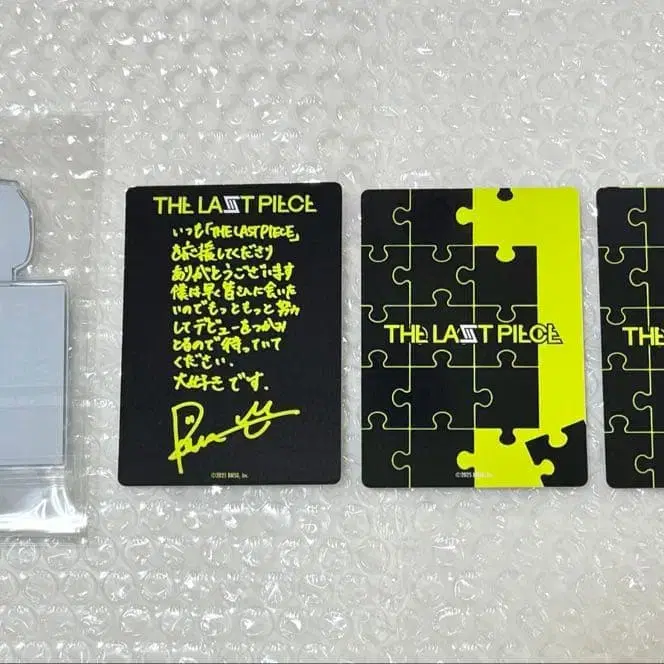 THE LAST PIECE
いつも「THE LAST PIECE」
を応援してくださり
ありがとうございます
僕は早く皆さんに会いた
いのでもっともっと努力
してデビューをつかみ
とるので待っていて
ください.
大好きです.
©2025 BMSG, Inc.
THE LAST PIECE
©2025 BMSG, Inc.
THE